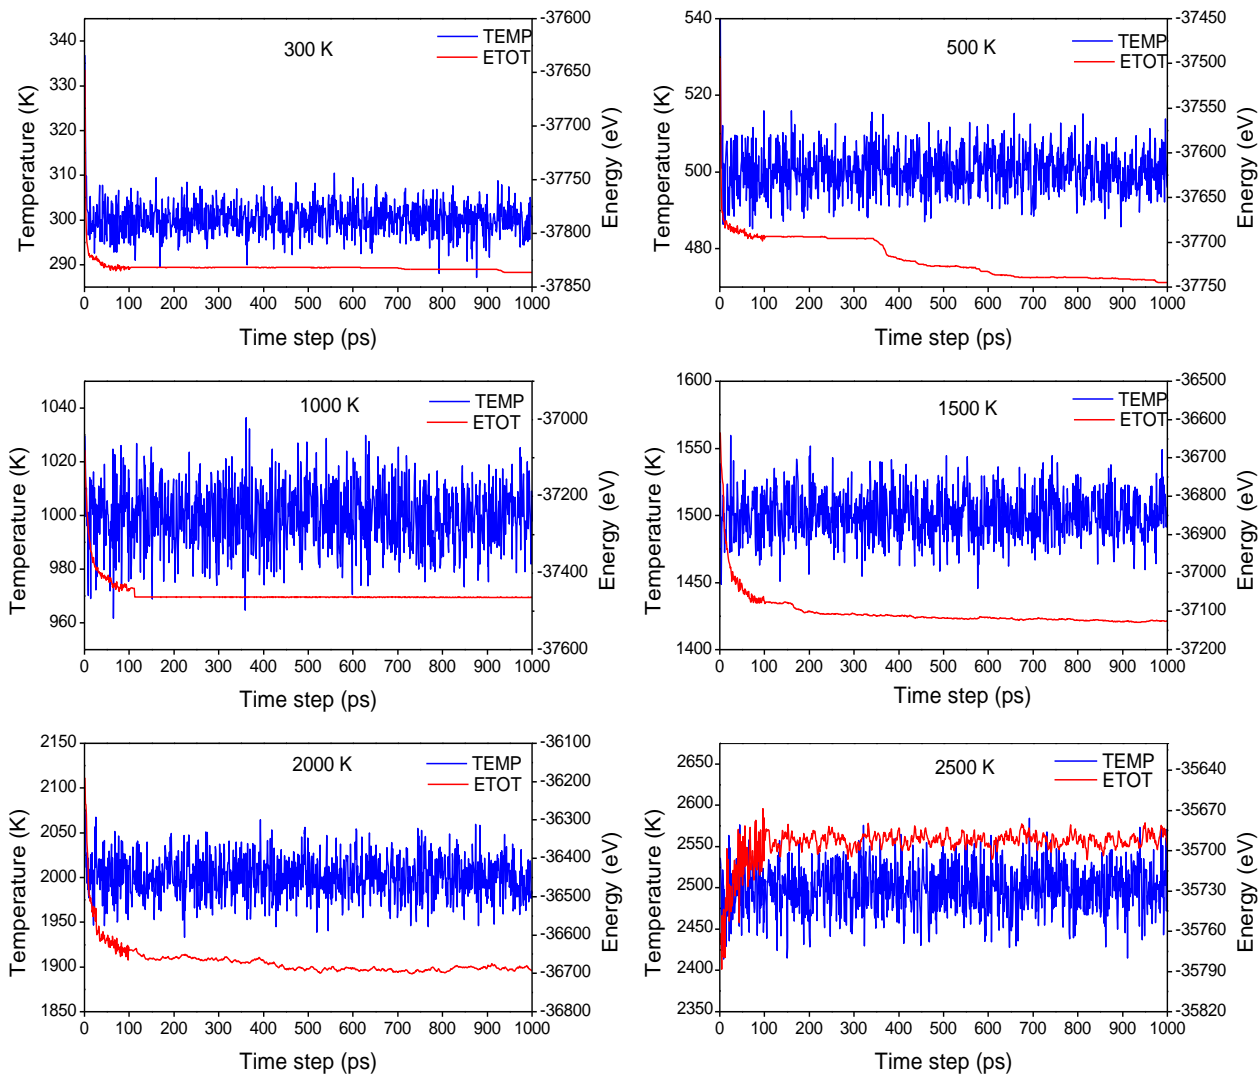 300 K
TEMP
ETOT
Temperature (K)
340
330
320
310
300
290
-37600
-37650
-37700
-37750
-37800
-37850
Energy (eV)
0 100 200 300 400 500 600 700 800 900 1000
Time step (ps)
500 K
TEMP
ETOT
Temperature (K)
540
520
500
480
-37450
-37500
-37550
-37600
-37650
-37700
-37750
Energy (eV)
0 100 200 300 400 500 600 700 800 900 1000
Time step (ps)
1000 K
TEMP
ETOT
Temperature (K)
1040
1020
1000
980
960
-37000
-37200
-37400
-37600
Energy (eV)
0 100 200 300 400 500 600 700 800 900 1000
Time step (ps)
1500 K
TEMP
ETOT
Temperature (K)
1600
1550
1500
1450
1400
-36500
-36600
-36700
-36800
-36900
-37000
-37100
-37200
Energy (eV)
0 100 200 300 400 500 600 700 800 900 1000
Time step (ps)
2000 K
TEMP
ETOT
Temperature (K)
2150
2100
2050
2000
1950
1900
1850
-36100
-36200
-36300
-36400
-36500
-36600
-36700
-36800
Energy (eV)
0 100 200 300 400 500 600 700 800 900 1000
Time step (ps)
2500 K
TEMP
ETOT
Temperature (K)
2650
2600
2550
2500
2450
2400
2350
-35640
-35670
-35700
-35730
-35760
-35790
-35820
Energy (eV)
0 100 200 300 400 500 600 700 800 900 1000
Time step (ps)